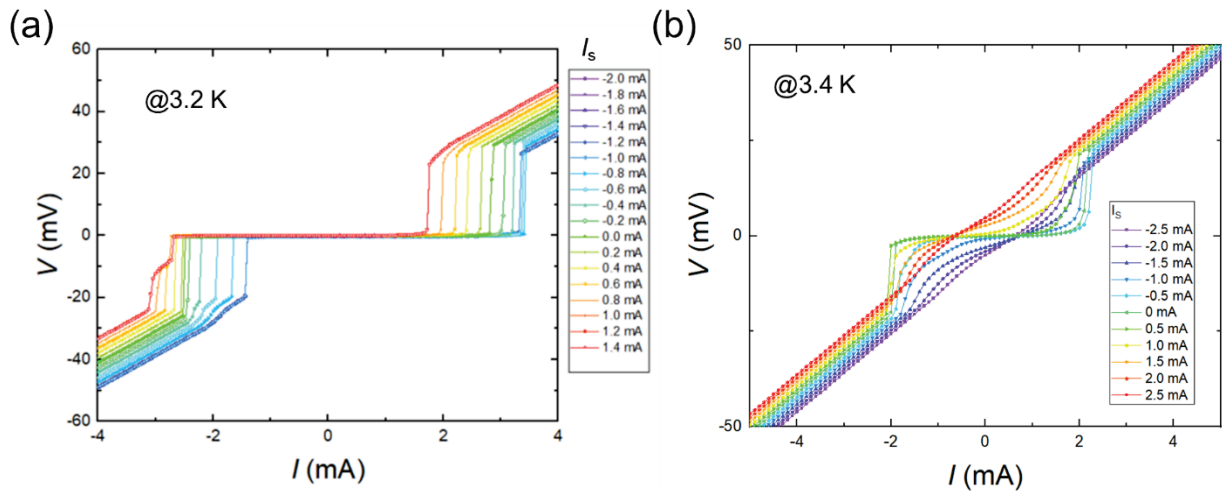 (a)
@3.2 K
V (mV)
60
40
20
0
-20
-40
-60
-4
-2
0
2
4
I (mA)
Is
-2.0 mA
-1.8 mA
-1.6 mA
-1.4 mA
-1.2 mA
-1.0 mA
-0.8 mA
-0.6 mA
-0.4 mA
-0.2 mA
0.0 mA
0.2 mA
0.4 mA
0.6 mA
0.8 mA
1.0 mA
1.2 mA
1.4 mA
(b)
@3.4 K
V (mV)
50
0
-50
-4
-2
0
2
4
I (mA)
Is
-2.5 mA
-2.0 mA
-1.5 mA
-1.0 mA
-0.5 mA
0 mA
0.5 mA
1.0 mA
1.5 mA
2.0 mA
2.5 mA